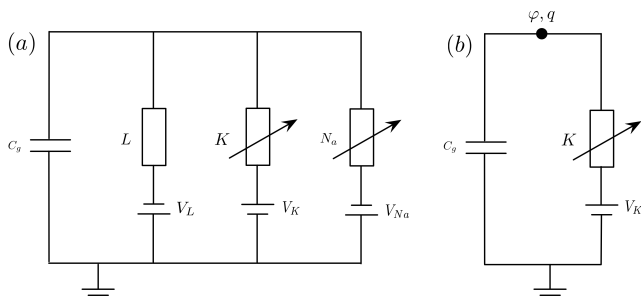 (a)
C_g
L
K
N_a
V_L
V_K
V_{Na}
(b)
φ, q
C_g
K
V_K